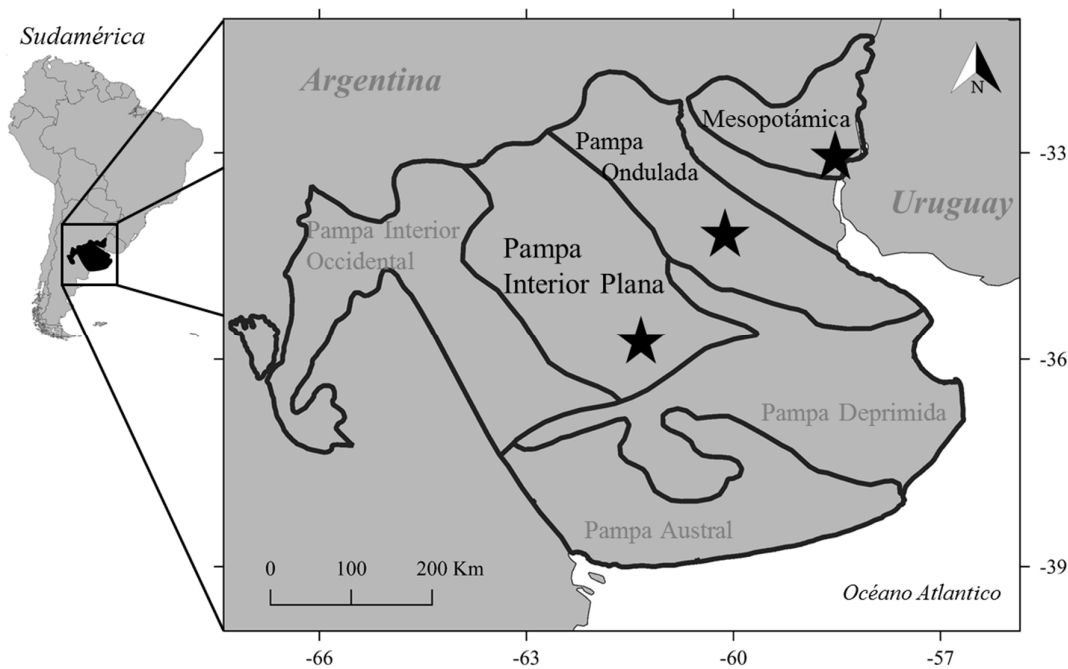 Sudamérica
Argentina
N
Mesopotámica
Pampa
Ondulada
-33
Uruguay
Pampa Interior
Occidental
Pampa
Interior Plana
-36
Pampa Deprimida
Pampa Austral
0 100 200 Km
-39
Océano Atlantico
-66 -63 -60 -57